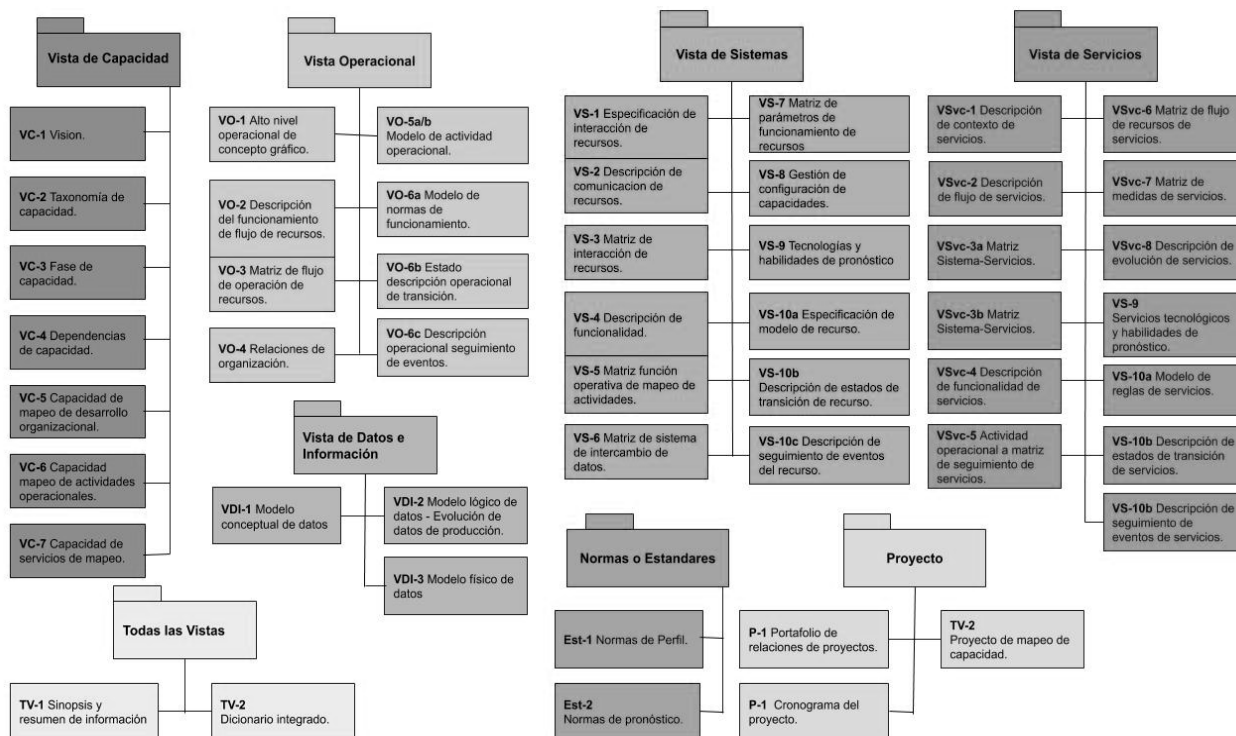 Vista de Capacidad
VC-1 Vision.
VC-2 Taxonomía de
capacidad.
VC-3 Fase de
capacidad.
VC-4 Dependencias
de capacidad.
VC-5 Capacidad de
mapeo de desarrollo
organizacional.
VC-6 Capacidad
mapeo de actividades
operacionales.
VC-7 Capacidad de
servicios de mapeo.
Vista Operacional
VO-1 Alto nivel
operacional de
concepto gráfico.
VO-2 Descripción
del funcionamiento
de flujo de recursos.
VO-3 Matriz de flujo
de operación de
recursos.
VO-4 Relaciones de
organización.
VO-5a/b
Modelo de actividad
operacional.
VO-6a Modelo de
normas de
funcionamiento.
VO-6b Estado
descripción operacional
de transición.
VO-6c Descripción
operacional seguimiento
de eventos.
Vista de Datos e
Información
VDI-1 Modelo
conceptual de datos
VDI-2 Modelo lógico de
datos - Evolución de
datos de producción.
VDI-3 Modelo físico de
datos
Todas las Vistas
TV-1 Sinopsis y
resumen de información
TV-2
Dicionario integrado.
Vista de Sistemas
VS-1 Especificación de
interacción de
recursos.
VS-2 Descripción de
comunicacion de
recursos.
VS-3 Matriz de
interacción de
recursos.
VS-4 Descripción de
funcionalidad.
VS-5 Matriz función
operativa de mapeo de
actividades.
VS-6 Matriz de sistema
de intercambio de
datos.
VS-7 Matriz de
parámetros de
funcionamiento de
recursos
VS-8 Gestión de
configuración de
capacidades.
VS-9 Tecnologías y
habilidades de pronóstico
VS-10a Especificación de
modelo de recurso.
VS-10b
Descripción de estados de
transición de recurso.
VS-10c Descripción de
seguimiento de eventos
del recurso.
Vista de Servicios
VSvc-1 Descripción
de contexto de
servicios.
VSvc-2 Descripción
de flujo de servicios.
VSvc-3a Matriz
Sistema-Servicios.
VSvc-3b Matriz
Sistema-Servicios.
VSvc-4 Descripción
de funcionalidad de
servicios.
VSvc-5 Actividad
operacional a matriz
de seguimiento de
servicios.
VSvc-6 Matriz de flujo
de recursos de
servicios.
VSvc-7 Matriz de
medidas de servicios.
VSvc-8 Descripción de
evolución de servicios.
VS-9
Servicios tecnológicos
y habilidades de
pronóstico.
VS-10a Modelo de
reglas de servicios.
VS-10b Descripción de
estados de transición
de servicios.
VS-10b Descripción de
seguimiento de
eventos de servicios.
Normas o Estandares
Est-1 Normas de Perfil.
Est-2
Normas de pronóstico.
Proyecto
P-1 Portafolio de
relaciones de proyectos.
P-1 Cronograma del
proyecto.
TV-2
Proyecto de mapeo de
capacidad.